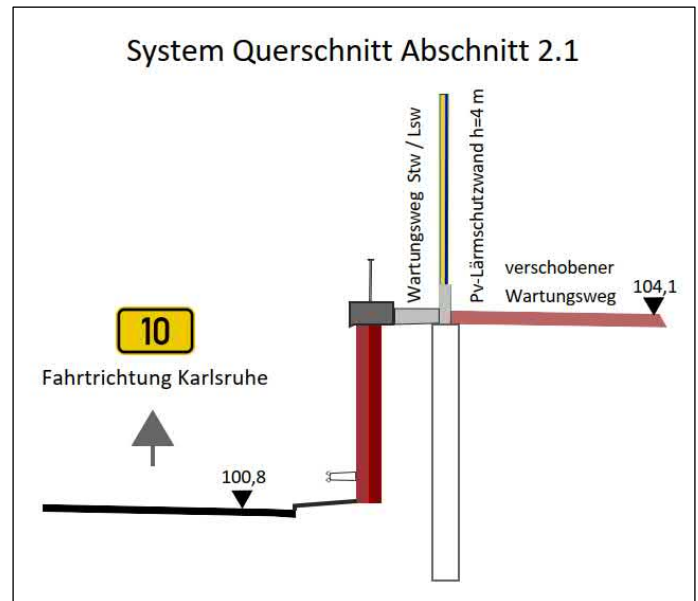 System Querschnitt Abschnitt 2.1
Wartungsweg Stw / Lsw
Pv-Lärmschutzwand h=4 m
verschobener
Wartungsweg
104,1
10
Fahrtrichtung Karlsruhe
100,8